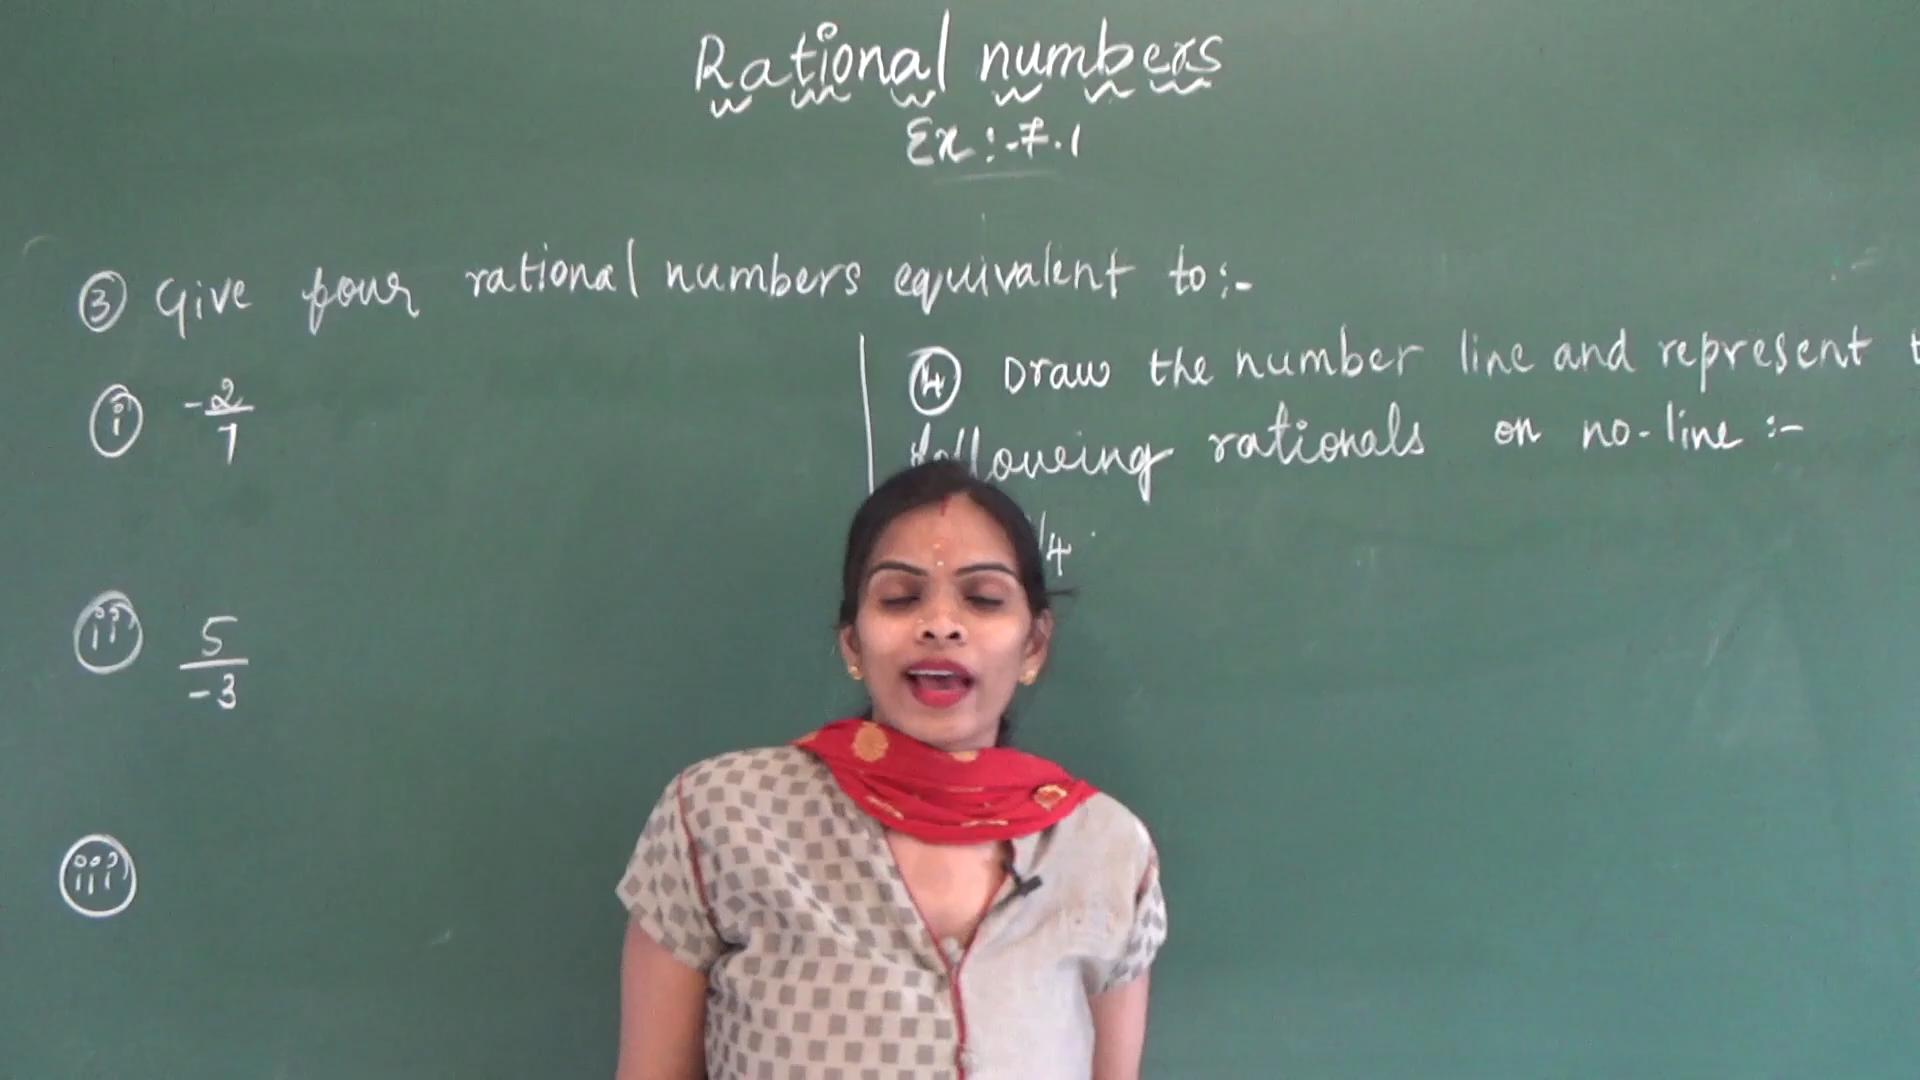 Rational numbers
Ex:-7.1
③ Give four rational numbers equivalent to:-
(i) -2/7
(ii) 5/-3
(iii)
④ Draw the number line and represent
following rationals on no-line :-
/4